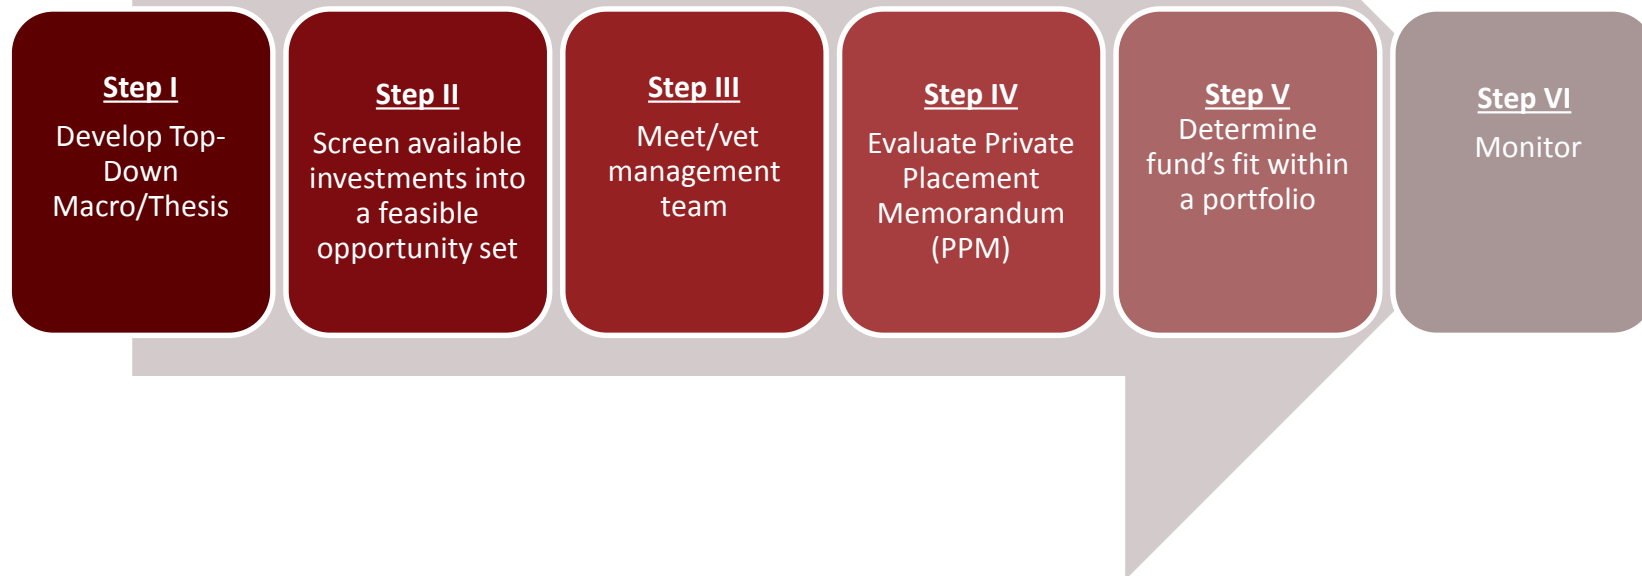 Step I
Develop Top-
Down
Macro/Thesis
Step II
Screen available
investments into
a feasible
opportunity set
Step III
Meet/vet
management
team
Step IV
Evaluate Private
Placement
Memorandum
(PPM)
Step V
Determine
fund’s fit within
a portfolio
Step VI
Monitor